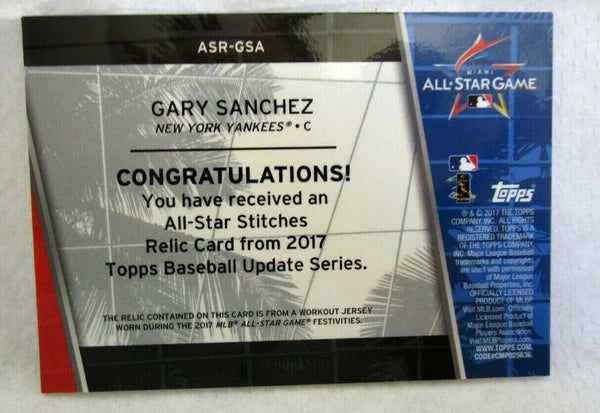 ASR-GSA
GARY SANCHEZ
NEW YORK YANKEES® • C
CONGRATULATIONS!
You have received an
All-Star Stitches
Relic Card from 2017
Topps Baseball Update Series.
THE RELIC CONTAINED ON THIS CARD IS FROM A WORKOUT JERSEY
WORN DURING THE 2017 MLB® ALL-STAR GAME® FESTIVITIES.
MIAMI
ALL★STAR GAME
topps
® & © 2017 THE TOPPS
COMPANY, INC. ALL RIGHTS
RESERVED. TOPPS IS A
REGISTERED TRADEMARK
OF THE TOPPS COMPANY,
INC. Major League Baseball
trademarks and copyrights
are used with permission
of Major League
Baseball Properties, Inc.
OFFICIALLY LICENSED
PRODUCT OF MLBP
Visit MLB.com. Officially
Licensed Product of
Major League Baseball
Players Association.
Visit MLBPlayers.com.
WWW.TOPPS.COM.
CODE#CMP025636.